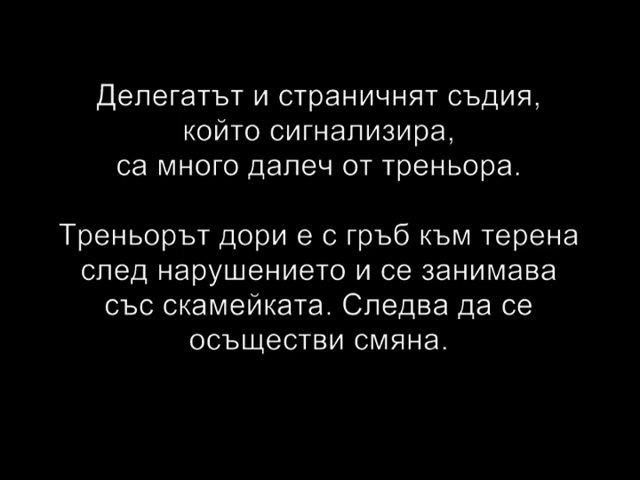 Делегатът и страничнят съдия,
който сигнализира,
са много далеч от треньора.
Треньорът дори е с гръб към терена
след нарушението и се занимава
със скамейката. Следва да се
осъществи смяна.